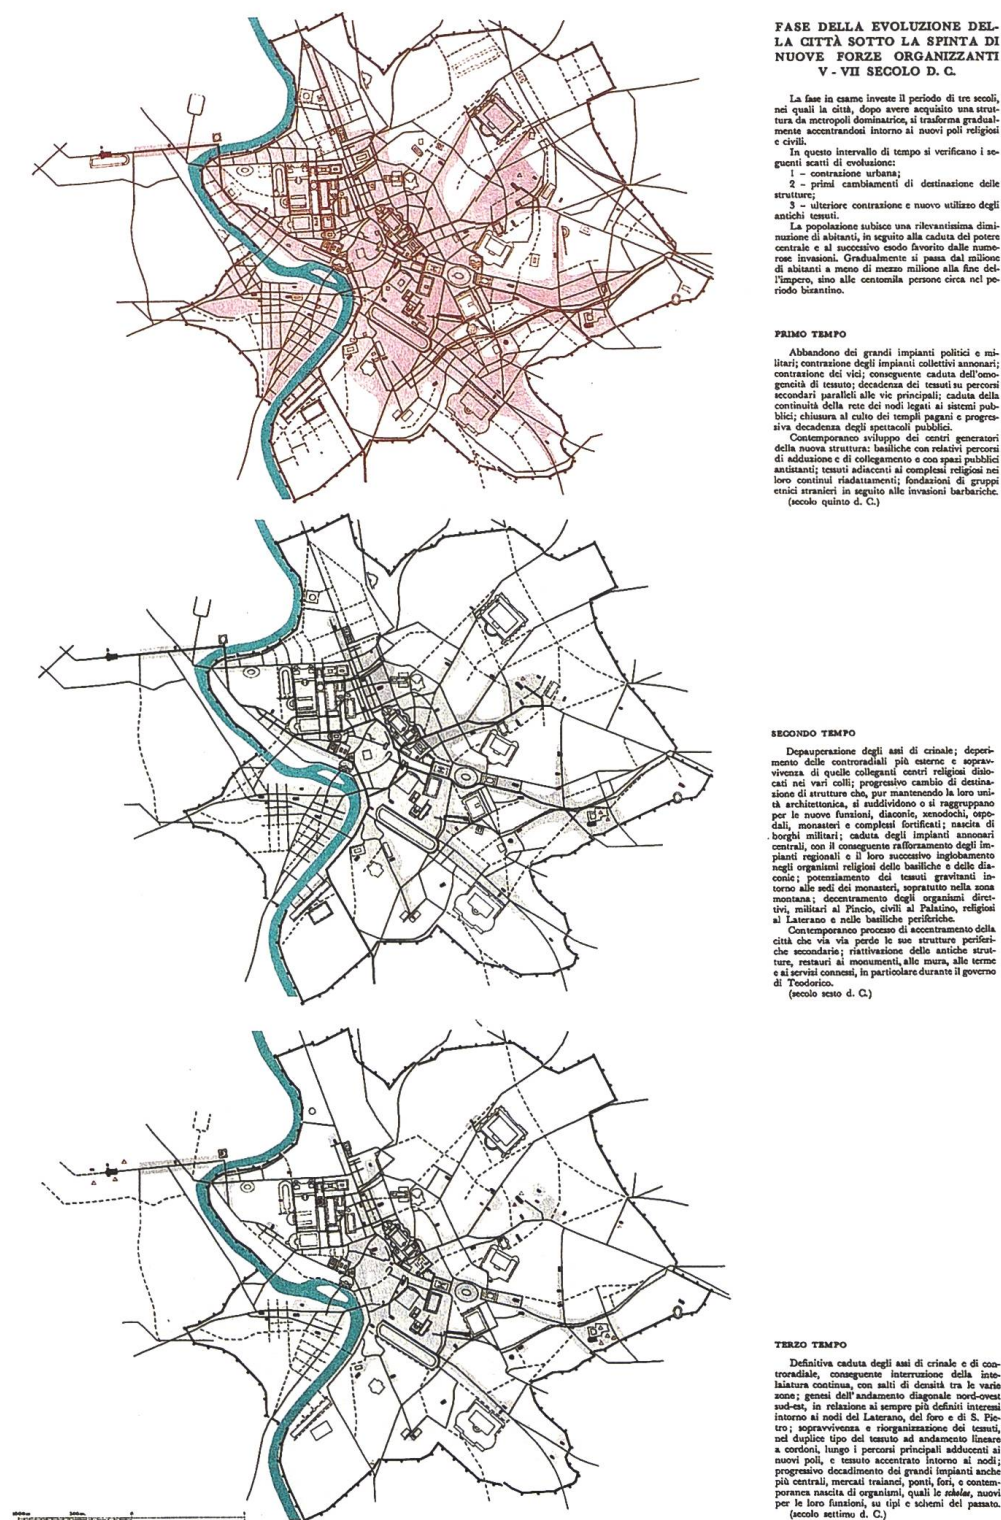 FASE DELLA EVOLUZIONE DEL-
LA CITTÀ SOTTO LA SPINTA DI
NUOVE FORZE ORGANIZZANTI
V - VII SECOLO D. C.
La fase in esame investe il periodo di tre secoli,
nei quali la città, dopo avere acquisito una strut-
tura da metropoli dominatrice, si trasforma gradual-
mente accentrandosi intorno ai nuovi poli religiosi
e civili.
In questo intervallo di tempo si verificano i se-
guenti scatti di evoluzione:
1 – contrazione urbana;
2 – primi cambiamenti di destinazione delle
strutture;
3 – ulteriore contrazione e nuovo utilizzo degli
antichi tessuti.
La popolazione subisce una rilevantissima dimi-
nuzione di abitanti, in seguito alla caduta del potere
centrale e al successivo esodo favorito dalle nume-
rose invasioni. Gradualmente si passa dal milione
di abitanti a meno di mezzo milione alla fine del-
l'impero, sino alle centomila persone circa nel pe-
riodo bizantino.
PRIMO TEMPO
Abbandono dei grandi impianti politici e mi-
litari; contrazione degli impianti collettivi annonari;
contrazione dei vici; conseguente caduta dell'omo-
geneità di tessuto; decadenza dei tessuti su percorsi
secondari paralleli alle vie principali; caduta della
continuità della rete dei nodi legati ai sistemi pub-
blici; chiusura al culto dei templi pagani e progres-
siva decadenza degli spettacoli pubblici.
Contemporaneo sviluppo dei centri generatori
della nuova struttura: basiliche con relativi percorsi
di adduzione e di collegamento e con spazi pubblici
antistanti; tessuti adiacenti ai complessi religiosi nei
loro continui riadattamenti; fondazioni di gruppi
etnici stranieri in seguito alle invasioni barbariche.
(secolo quinto d. C.)
SECONDO TEMPO
Depauperazione degli assi di crinale; deperi-
mento delle controradiali più esterne e soprav-
vivenza di quelle colleganti centri religiosi dislo-
cati nei vari colli; progressivo cambio di destina-
zione di strutture che, pur mantenendo la loro uni-
tà architettonica, si suddividono o si raggruppano
per le nuove funzioni, diaconie, xenodochi, ospe-
dali, monasteri e complessi fortificati; nascita di
borghi militari; caduta degli impianti annonari
centrali, con il conseguente rafforzamento degli im-
pianti regionali e il loro successivo inglobamento
negli organismi religiosi delle basiliche e delle dia-
conie; potenziamento dei tessuti gravitanti in-
torno alle sedi dei monasteri, sopratutto nella zona
montana; decentramento degli organismi diret-
tivi, militari al Pincio, civili al Palatino, religiosi
al Laterano e nelle basiliche periferiche.
Contemporaneo processo di accentramento della
città che via via perde le sue strutture periferi-
che secondarie; riattivazione delle antiche strut-
ture, restauri ai monumenti, alle mura, alle terme
e ai servizi connessi, in particolare durante il governo
di Teodorico.
(secolo sesto d. C.)
TERZO TEMPO
Definitiva caduta degli assi di crinale e di con-
troradiale, conseguente interruzione della inte-
laiatura continua, con salti di densità tra le varie
zone; genesi dell'andamento diagonale nord-ovest
sud-est, in relazione ai sempre più definiti interessi
intorno ai nodi del Laterano, del foro e di S. Pie-
tro; sopravvivenza e riorganizzazione dei tessuti,
nel duplice tipo del tessuto ad andamento lineare
a cordoni, lungo i percorsi principali adducenti ai
nuovi poli, e tessuto accentrato intorno ai nodi;
progressivo decadimento dei grandi impianti anche
più centrali, mercati traianei, ponti, fori, e contem-
poranea nascita di organismi, quali le scholae, nuovi
per le loro funzioni, su tipi e schemi del passato.
(secolo settimo d. C.)
1000m 500m 0 1